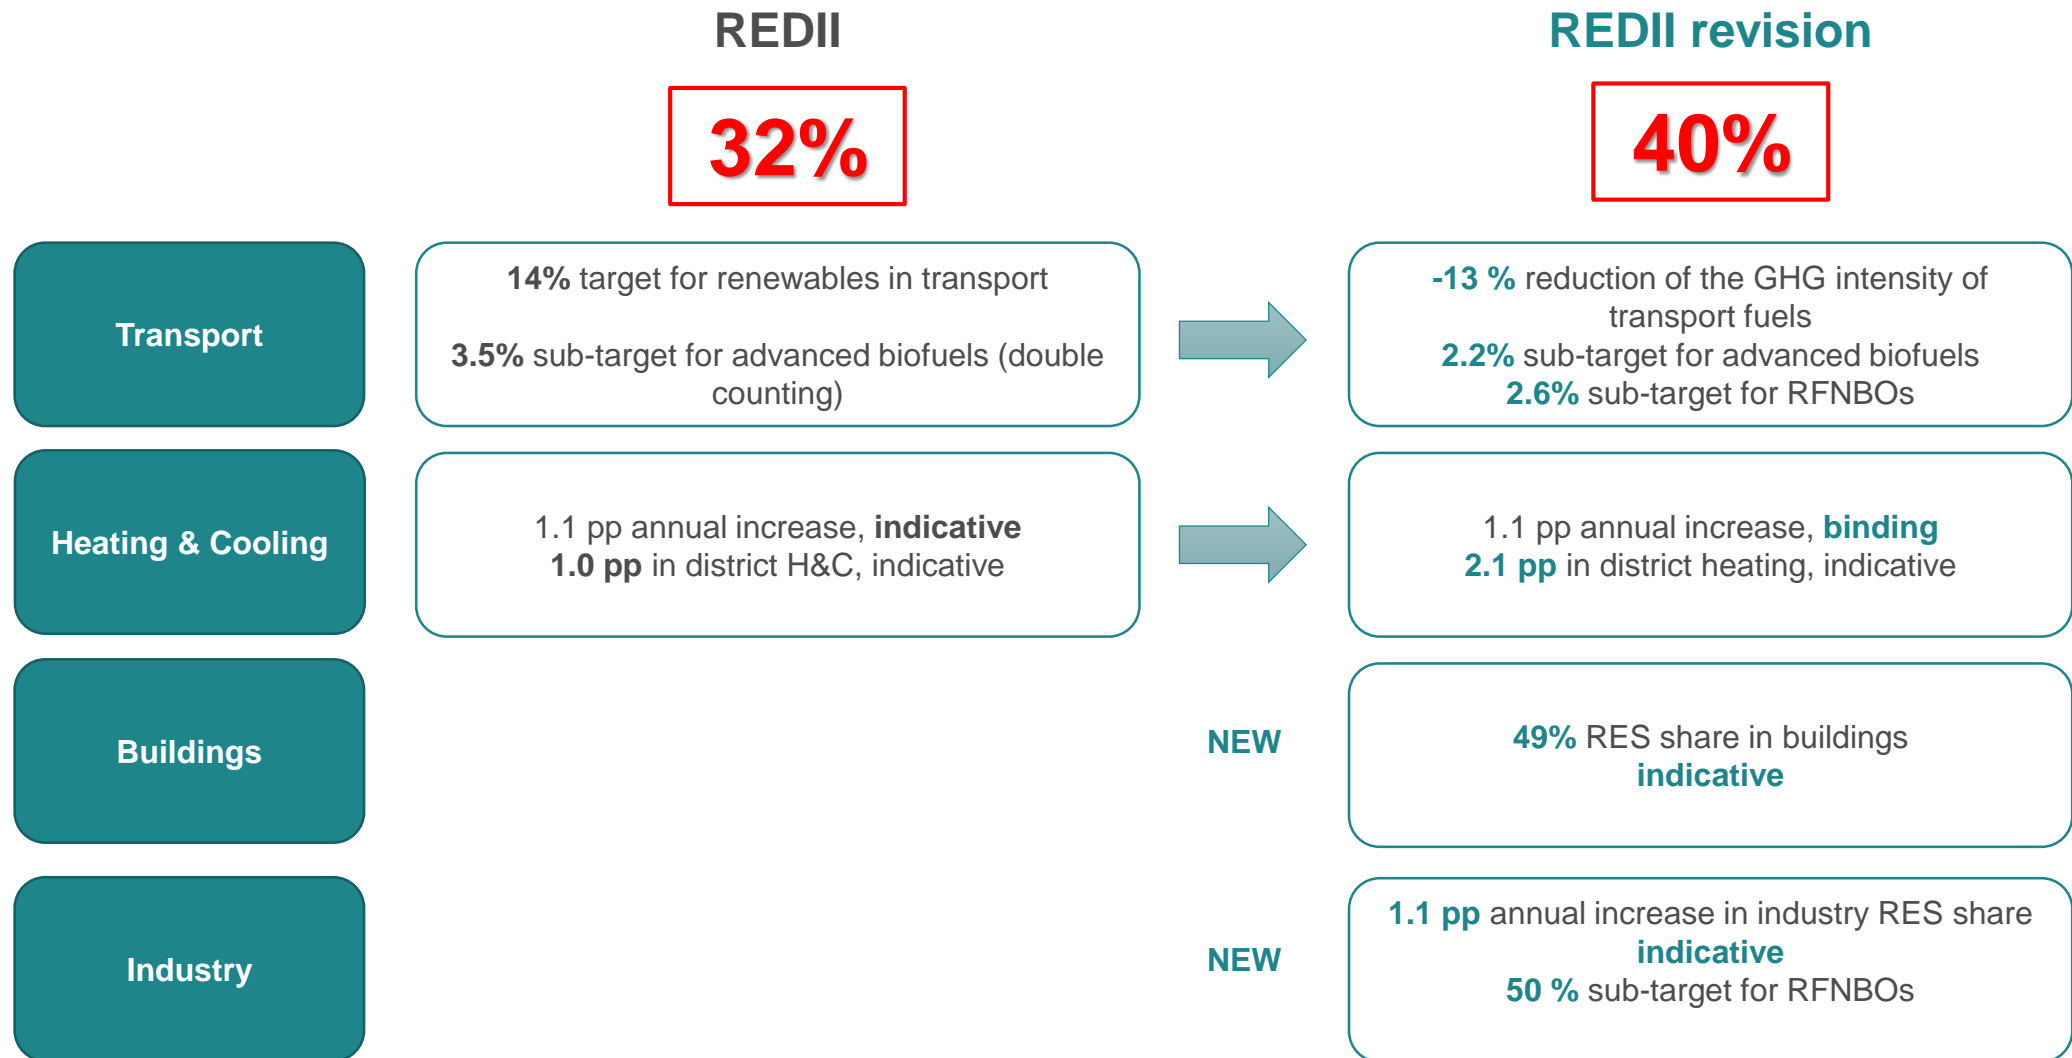 REDII
REDII revision
32%
40%
Transport
14% target for renewables in transport
3.5% sub-target for advanced biofuels (double
counting)
-13 % reduction of the GHG intensity of
transport fuels
2.2% sub-target for advanced biofuels
2.6% sub-target for RFNBOs
Heating & Cooling
1.1 pp annual increase, indicative
1.0 pp in district H&C, indicative
1.1 pp annual increase, binding
2.1 pp in district heating, indicative
Buildings
NEW
49% RES share in buildings
indicative
Industry
NEW
1.1 pp annual increase in industry RES share
indicative
50 % sub-target for RFNBOs